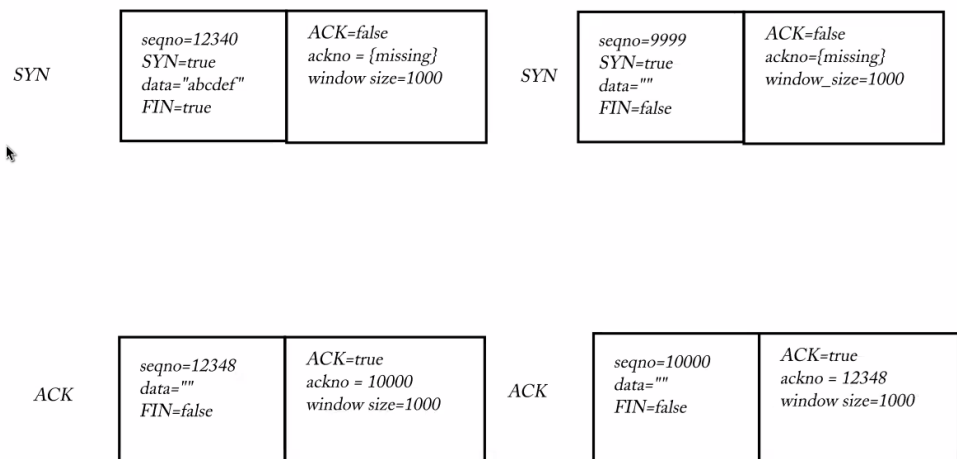 SYN
seqno=12340
SYN=true
data="abcdef"
FIN=true
ACK=false
ackno = {missing}
window size=1000
SYN
seqno=9999
SYN=true
data=""
FIN=false
ACK=false
ackno={missing}
window_size=1000
ACK
seqno=12348
data=""
FIN=false
ACK=true
ackno = 10000
window size=1000
ACK
seqno=10000
data=""
FIN=false
ACK=true
ackno = 12348
window size=1000